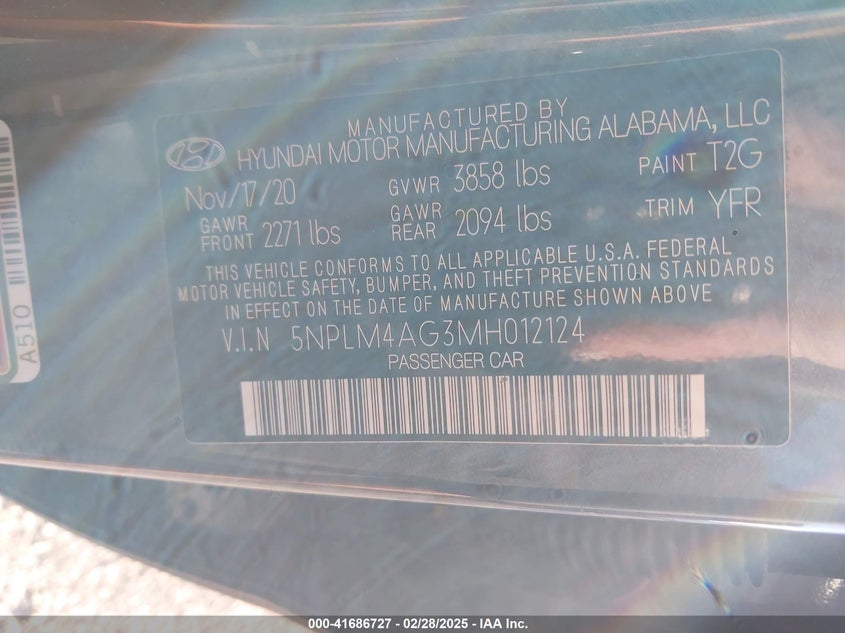 MANUFACTURED BY
HYUNDAI MOTOR MANUFACTURING ALABAMA, LLC
Nov/17/20 GVWR 3858 lbs PAINT T2G
GAWR FRONT 2271 lbs GAWR REAR 2094 lbs TRIM YFR
THIS VEHICLE CONFORMS TO ALL APPLICABLE U.S.A. FEDERAL
MOTOR VEHICLE SAFETY, BUMPER, AND THEFT PREVENTION STANDARDS
IN EFFECT ON THE DATE OF MANUFACTURE SHOWN ABOVE
V.I.N 5NPLM4AG3MH012124
PASSENGER CAR
A510
000-41686727 - 02/28/2025 - IAA Inc.